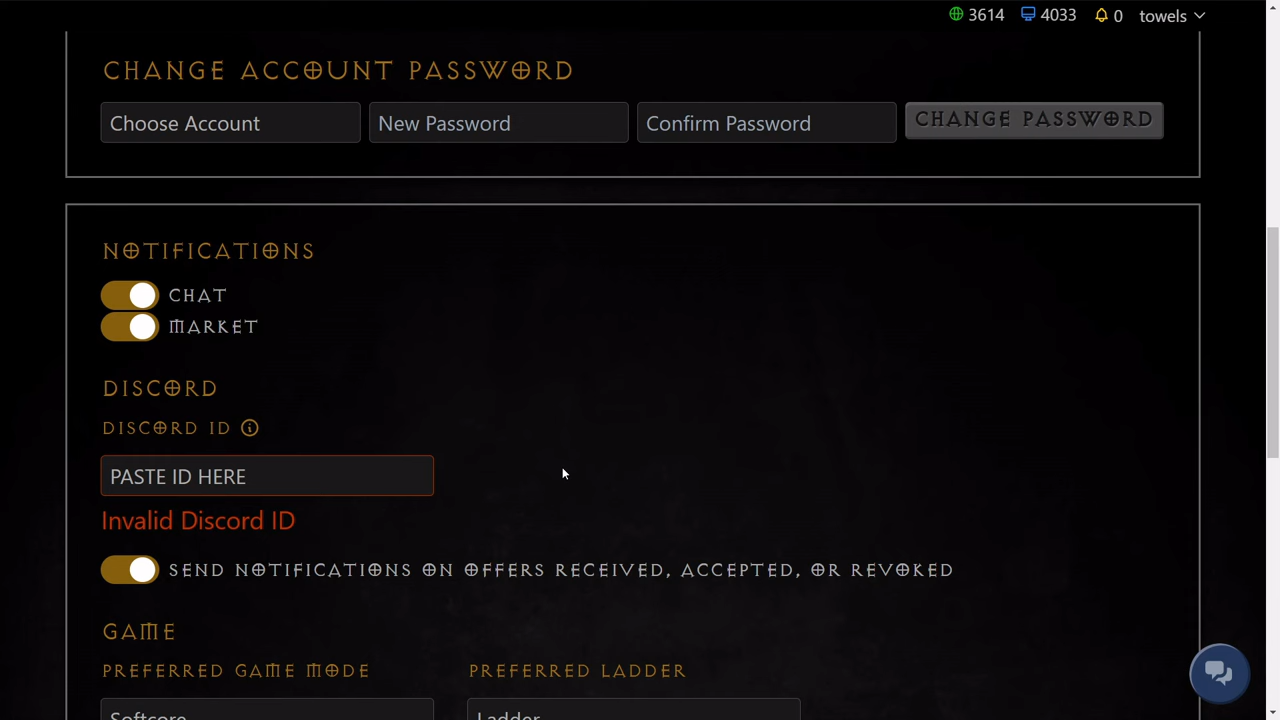 3614 4033 0 towels
CHANGE ACCOUNT PASSWORD
Choose Account New Password Confirm Password CHANGE PASSWORD
NOTIFICATIONS
CHAT
MARKET
DISCORD
DISCORD ID
PASTE ID HERE
Invalid Discord ID
SEND NOTIFICATIONS ON OFFERS RECEIVED, ACCEPTED, OR REVOKED
GAME
PREFERRED GAME MODE PREFERRED LADDER
Softcore Ladder